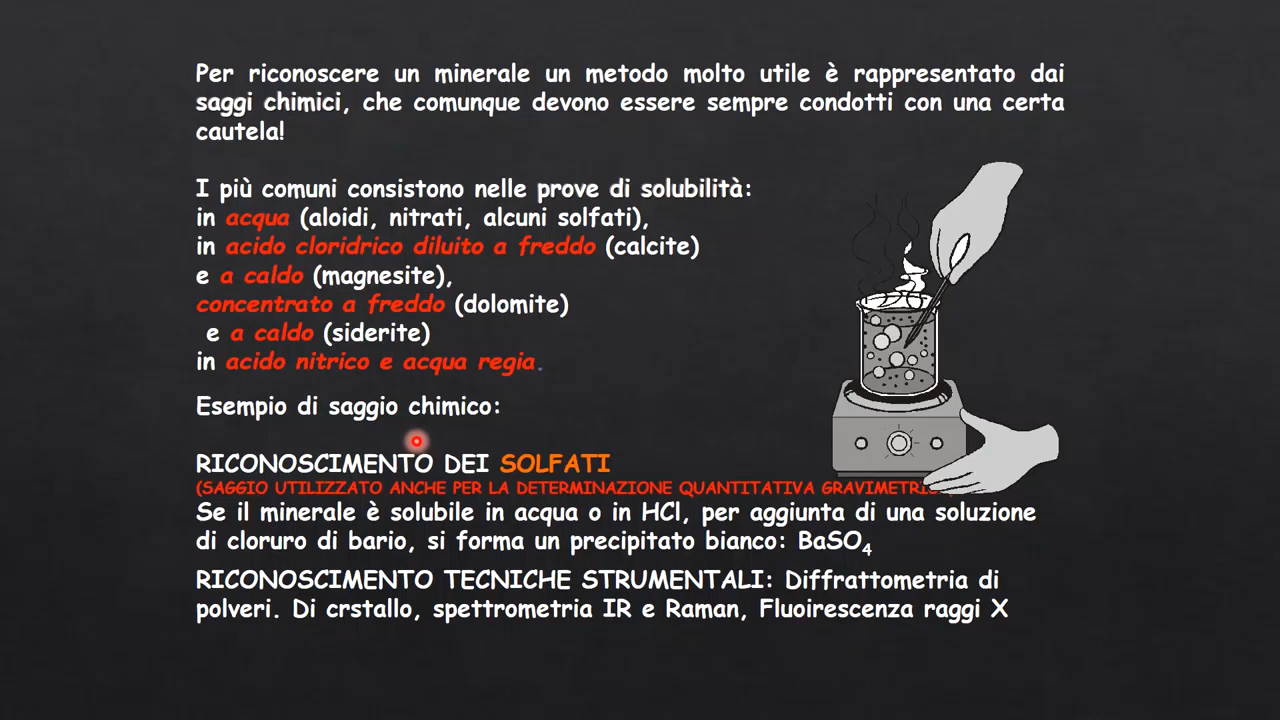 Per riconoscere un minerale un metodo molto utile è rappresentato dai
saggi chimici, che comunque devono essere sempre condotti con una certa
cautela!
I più comuni consistono nelle prove di solubilità:
in acqua (aloidi, nitrati, alcuni solfati),
in acido cloridrico diluito a freddo (calcite)
e a caldo (magnesite),
concentrato a freddo (dolomite)
e a caldo (siderite)
in acido nitrico e acqua regia.
Esempio di saggio chimico:
RICONOSCIMENTO DEI SOLFATI
(SAGGIO UTILIZZATO ANCHE PER LA DETERMINAZIONE QUANTITATIVA
Se il minerale è solubile in acqua o in HCl, per aggiunta di una soluzione
di cloruro di bario, si forma un precipitato bianco: BaSO₄
RICONOSCIMENTO TECNICHE STRUMENTALI: Diffrattometria di
polveri. Di crstallo, spettrometria IR e Raman, Fluoirescenza raggi X